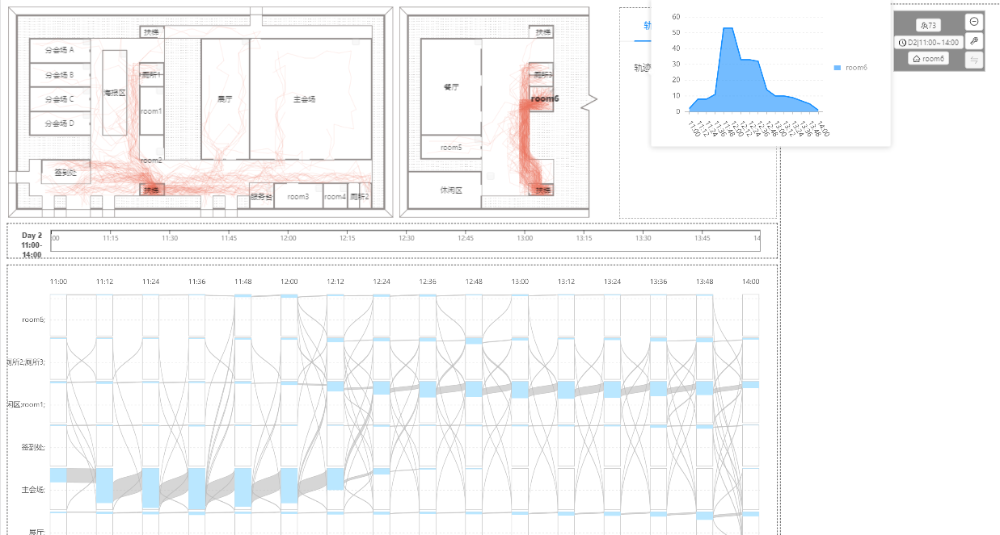 扶梯
分会场 A
分会场 B
分会场 C
分会场 D
海报区
厕所1
room1
room2
展厅
主会场
签到处
扶梯
服务台
room3
room4
厕所2
扶梯
餐厅
厕所3
room6
room5
休闲区
扶梯
轨迹
60
50
40
30
20
10
0
11:00
11:12
11:24
11:36
11:48
12:00
12:12
12:24
12:36
12:48
13:00
13:12
13:24
13:36
13:48
14:00
room6
73
D2|11:00~14:00
room6
Day 2
11:00-
14:00
:00 11:15 11:30 11:45 12:00 12:15 12:30 12:45 13:00 13:15 13:30 13:45 14
11:00 11:12 11:24 11:36 11:48 12:00 12:12 12:24 12:36 12:48 13:00 13:12 13:24 13:36 13:48 14:00
room6;
厕所2;厕所3;
闲区;room1;
签到处;
主会场;
展厅;